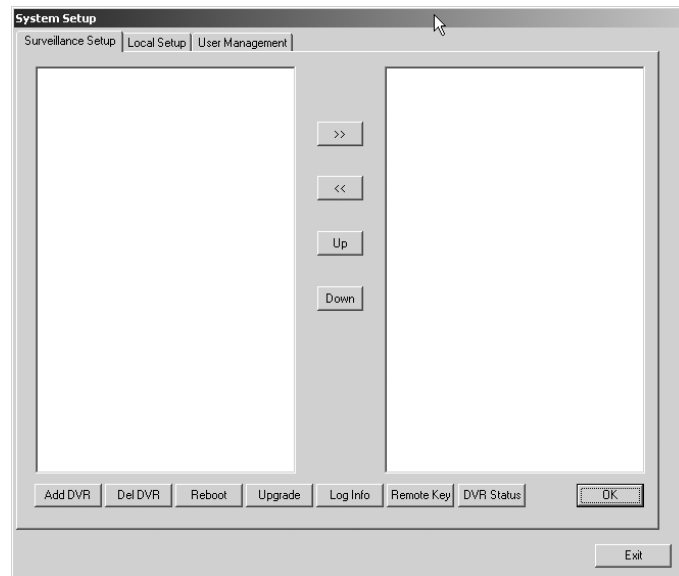 System Setup
Surveillance Setup Local Setup User Management
>>
<<
Up
Down
Add DVR Del DVR Reboot Upgrade Log Info Remote Key DVR Status OK
Exit